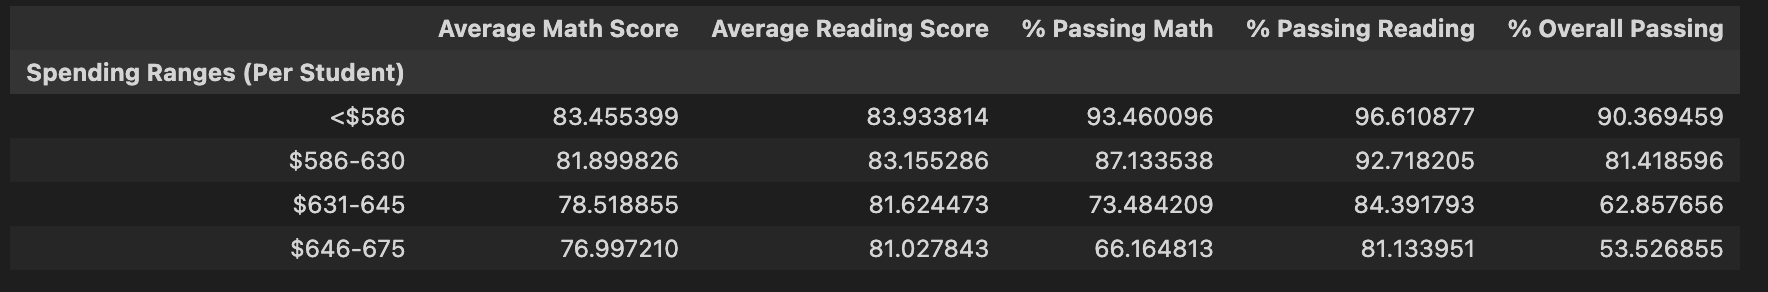 Average Math Score Average Reading Score % Passing Math % Passing Reading % Overall Passing
Spending Ranges (Per Student)
<$586 83.455399 83.933814 93.460096 96.610877 90.369459
$586-630 81.899826 83.155286 87.133538 92.718205 81.418596
$631-645 78.518855 81.624473 73.484209 84.391793 62.857656
$646-675 76.997210 81.027843 66.164813 81.133951 53.526855